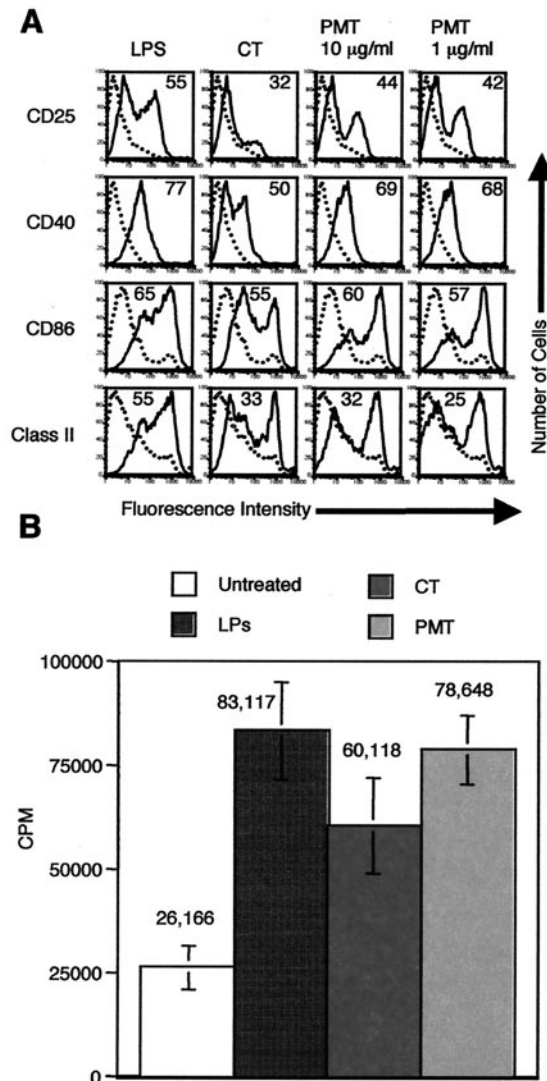 A
LPS CT PMT 10 µg/ml PMT 1 µg/ml
CD25 55 32 44 42
CD40 77 50 69 68
CD86 65 55 60 57
Class II 55 33 32 25
Number of Cells
Fluorescence Intensity
B
Untreated CT
LPs PMT
100000
75000
50000
25000
0
CPM
26,166
83,117
60,118
78,648